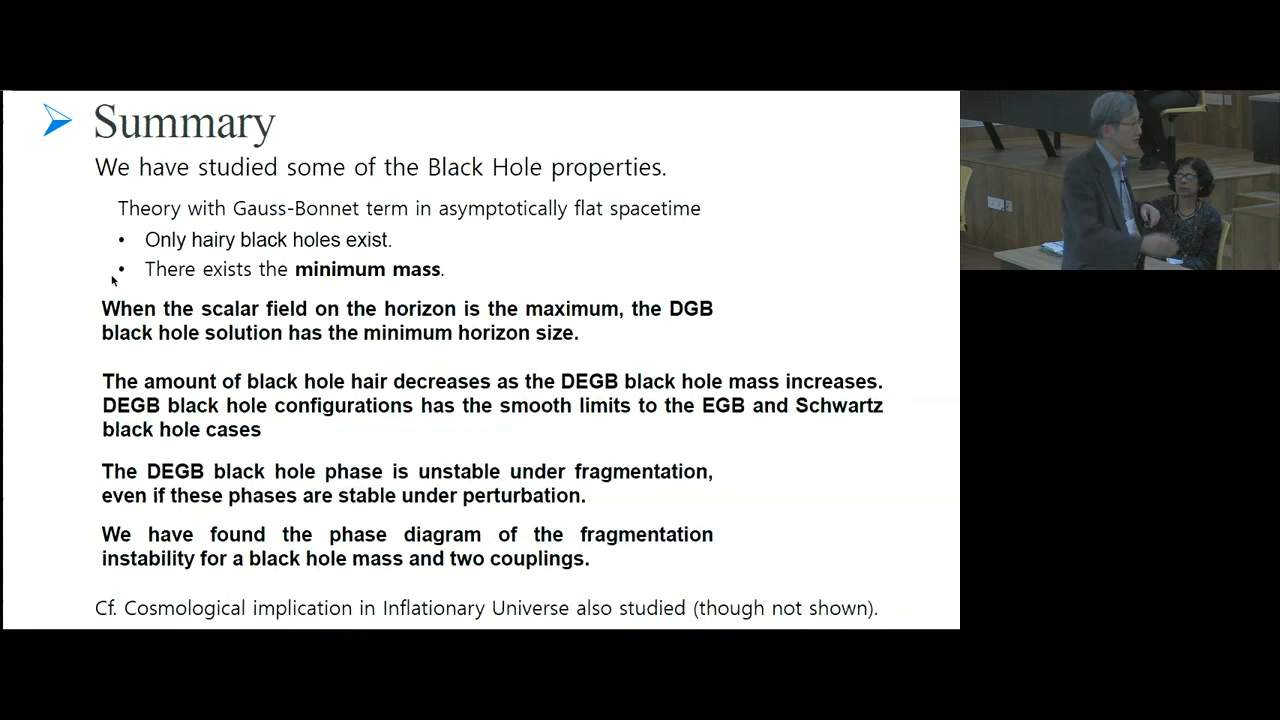 Summary
We have studied some of the Black Hole properties.
Theory with Gauss-Bonnet term in asymptotically flat spacetime
• Only hairy black holes exist.
• There exists the minimum mass.
When the scalar field on the horizon is the maximum, the DGB
black hole solution has the minimum horizon size.
The amount of black hole hair decreases as the DEGB black hole mass increases.
DEGB black hole configurations has the smooth limits to the EGB and Schwartz
black hole cases
The DEGB black hole phase is unstable under fragmentation,
even if these phases are stable under perturbation.
We have found the phase diagram of the fragmentation
instability for a black hole mass and two couplings.
Cf. Cosmological implication in Inflationary Universe also studied (though not shown).